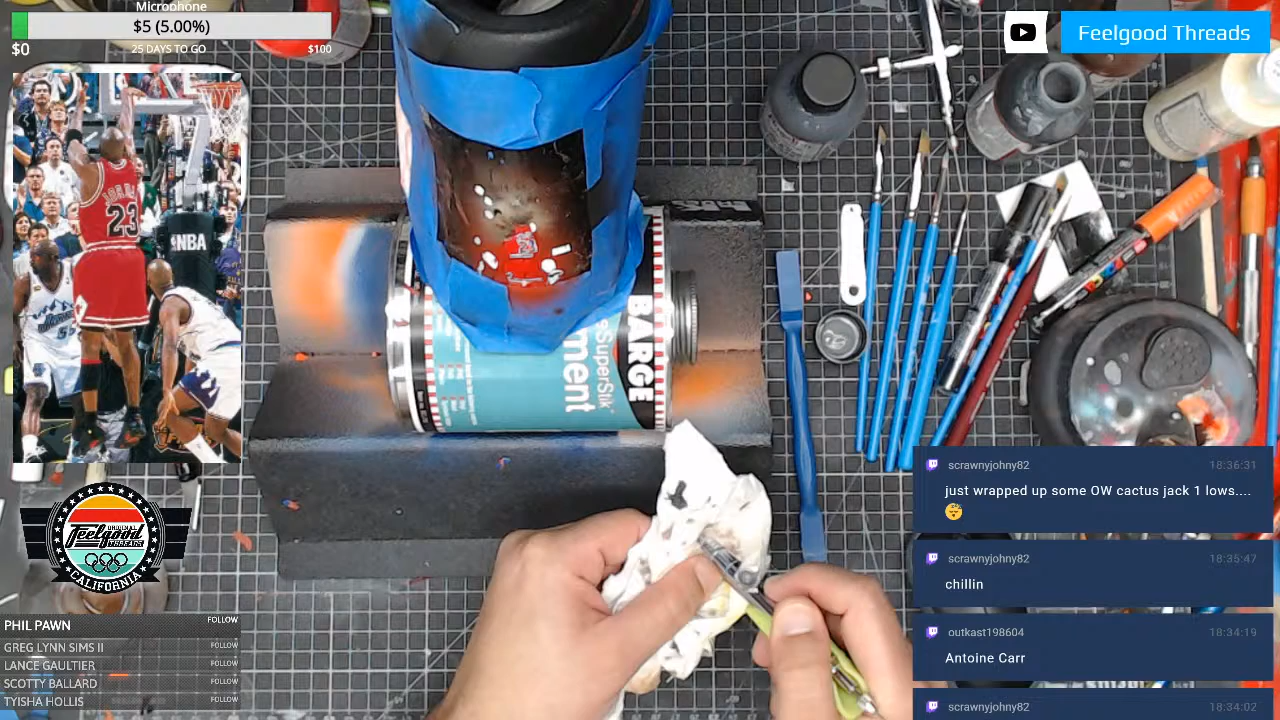 Microphone
$5 (5.00%)
$0
25 DAYS TO GO
$100
Feelgood Threads
JORDAN
23
NBA
BARGE
SuperStik
ment
ORIGINAL
Feelgood
THREADS
CALIFORNIA
PHIL PAWN FOLLOW
GREG LYNN SIMS II FOLLOW
LANCE GAULTIER FOLLOW
SCOTTY BALLARD FOLLOW
TYISHA HOLLIS FOLLOW
scrawnyjohny82 18:36:31
just wrapped up some OW cactus jack 1 lows....
😴
scrawnyjohny82 18:35:47
chillin
outkast198604 18:34:19
Antoine Carr
scrawnyjohny82 18:34:02